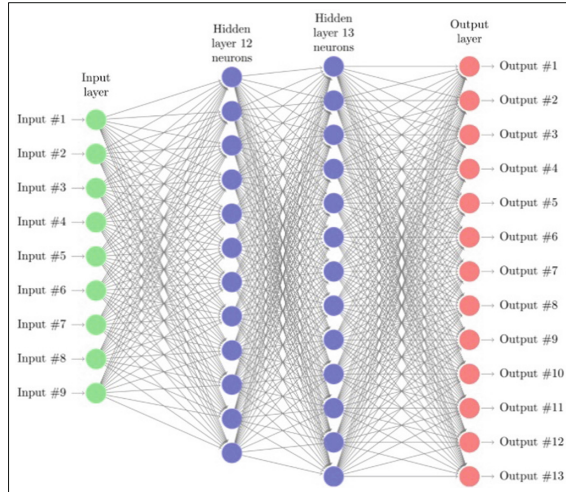 Hidden
layer 12
neurons
Hidden
layer 13
neurons
Output
layer
Input
layer
Input #1
Input #2
Input #3
Input #4
Input #5
Input #6
Input #7
Input #8
Input #9
Output #1
Output #2
Output #3
Output #4
Output #5
Output #6
Output #7
Output #8
Output #9
Output #10
Output #11
Output #12
Output #13